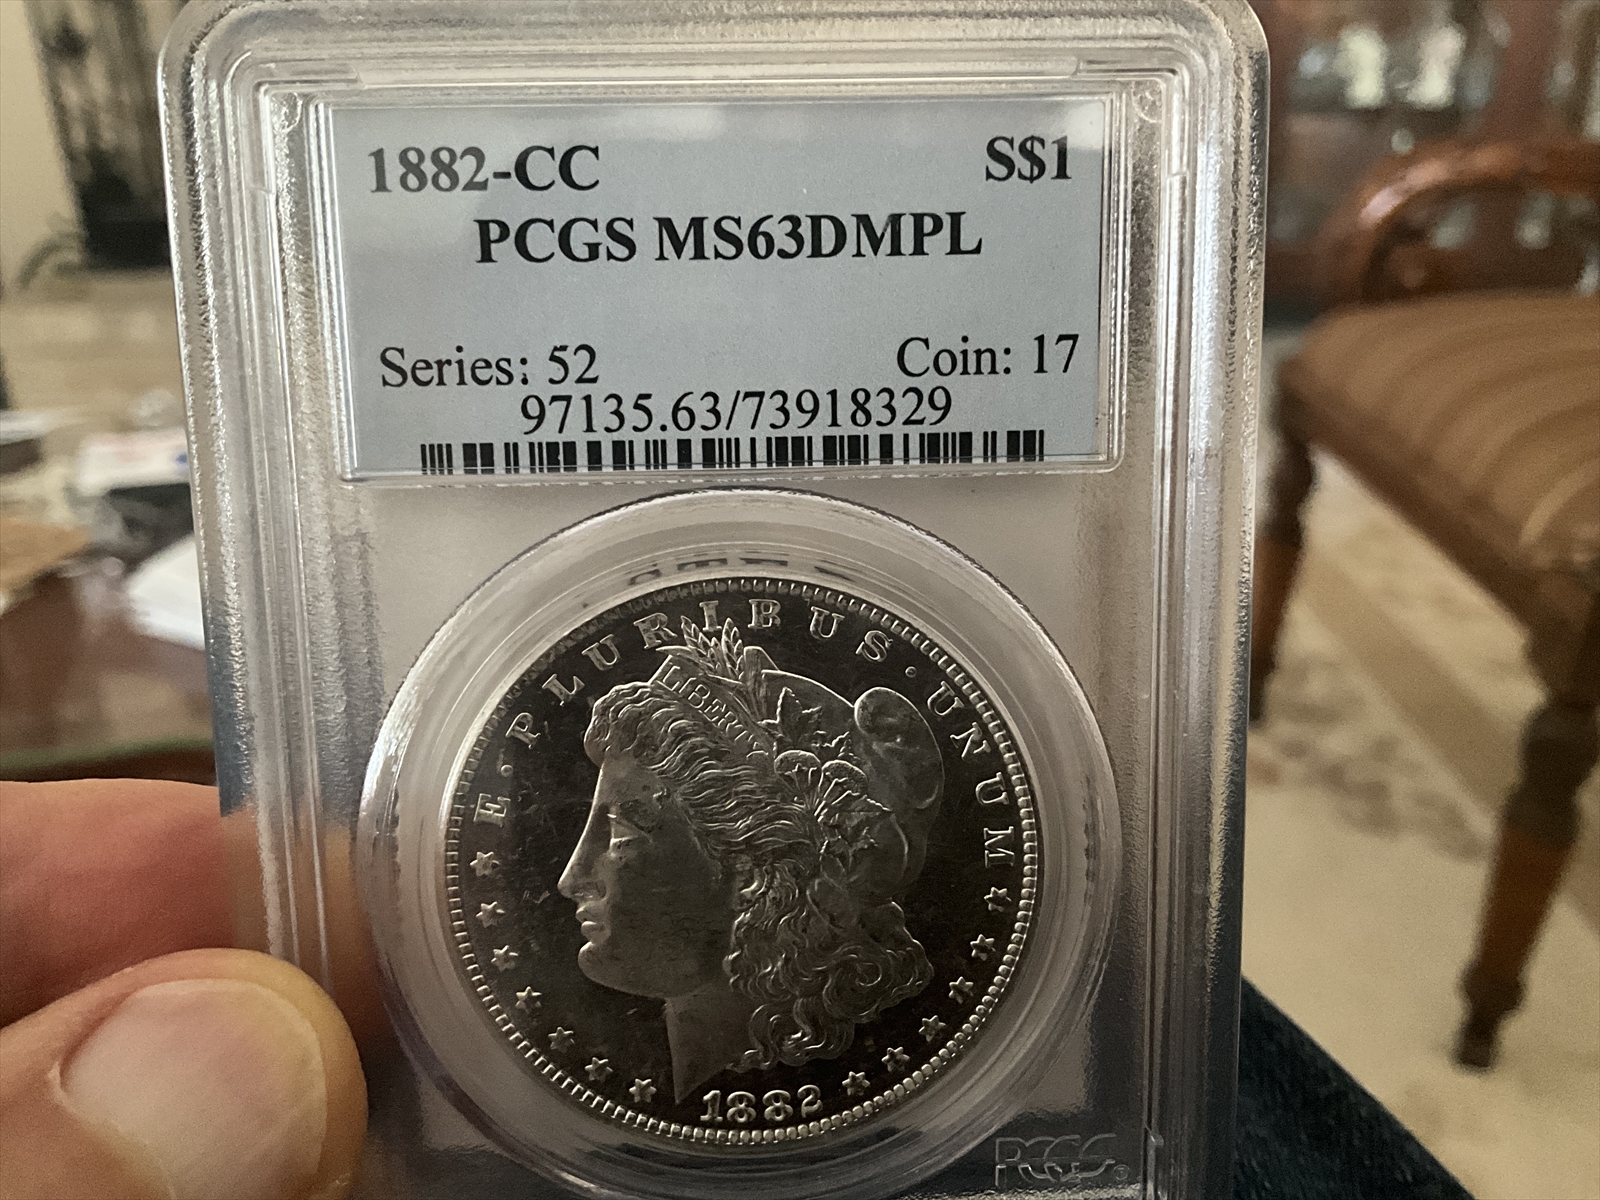 1882-CC S$1
PCGS MS63DMPL
Series: 52 Coin: 17
97135.63/73918329
E · PLURIBUS · UNUM
LIBERTY
1882
PCGS